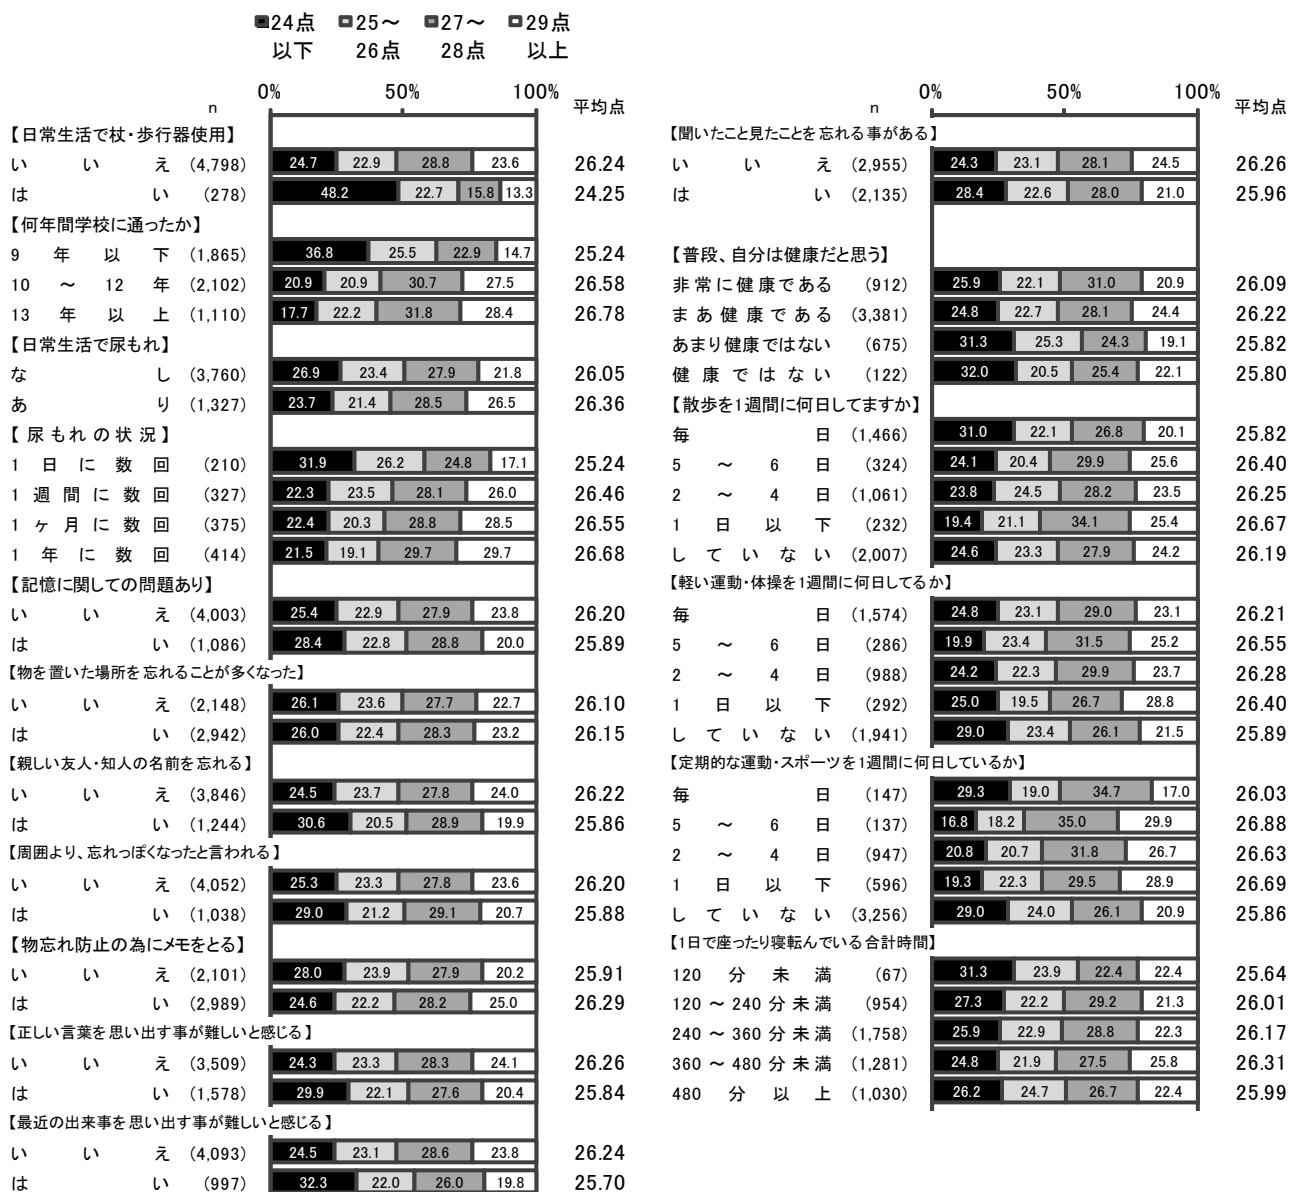 ■24点以下 □25～26点 ■27～28点 □29点以上
n 0% 50% 100% 平均点
【日常生活で杖・歩行器使用】
いいえ (4,798) 24.7 22.9 28.8 23.6 26.24
はい (278) 48.2 22.7 15.8 13.3 24.25
【何年間学校に通ったか】
9年以下 (1,865) 36.8 25.5 22.9 14.7 25.24
10～12年 (2,102) 20.9 20.9 30.7 27.5 26.58
13年以上 (1,110) 17.7 22.2 31.8 28.4 26.78
【日常生活で尿もれ】
なし (3,760) 26.9 23.4 27.9 21.8 26.05
あり (1,327) 23.7 21.4 28.5 26.5 26.36
【尿もれの状況】
1日に数回 (210) 31.9 26.2 24.8 17.1 25.24
1週間に数回 (327) 22.3 23.5 28.1 26.0 26.46
1ヶ月に数回 (375) 22.4 20.3 28.8 28.5 26.55
1年に数回 (414) 21.5 19.1 29.7 29.7 26.68
【記憶に関しての問題あり】
いいえ (4,003) 25.4 22.9 27.9 23.8 26.20
はい (1,086) 28.4 22.8 28.8 20.0 25.89
【物を置いた場所を忘れることが多くなった】
いいえ (2,148) 26.1 23.6 27.7 22.7 26.10
はい (2,942) 26.0 22.4 28.3 23.2 26.15
【親しい友人・知人の名前を忘れる】
いいえ (3,846) 24.5 23.7 27.8 24.0 26.22
はい (1,244) 30.6 20.5 28.9 19.9 25.86
【周囲より、忘れっぽくなったと言われる】
いいえ (4,052) 25.3 23.3 27.8 23.6 26.20
はい (1,038) 29.0 21.2 29.1 20.7 25.88
【物忘れ防止の為にメモをとる】
いいえ (2,101) 28.0 23.9 27.9 20.2 25.91
はい (2,989) 24.6 22.2 28.2 25.0 26.29
【正しい言葉を思い出す事が難しいと感じる】
いいえ (3,509) 24.3 23.3 28.3 24.1 26.26
はい (1,578) 29.9 22.1 27.6 20.4 25.84
【最近の出来事を思い出す事が難しいと感じる】
いいえ (4,093) 24.5 23.1 28.6 23.8 26.24
はい (997) 32.3 22.0 26.0 19.8 25.70
n 0% 50% 100% 平均点
【聞いたこと見たことを忘れる事がある】
いいえ (2,955) 24.3 23.1 28.1 24.5 26.26
はい (2,135) 28.4 22.6 28.0 21.0 25.96
【普段、自分は健康だと思う】
非常に健康である (912) 25.9 22.1 31.0 20.9 26.09
まあ健康である (3,381) 24.8 22.7 28.1 24.4 26.22
あまり健康ではない (675) 31.3 25.3 24.3 19.1 25.82
健康ではない (122) 32.0 20.5 25.4 22.1 25.80
【散歩を1週間に何日してますか】
毎日 (1,466) 31.0 22.1 26.8 20.1 25.82
5～6日 (324) 24.1 20.4 29.9 25.6 26.40
2～4日 (1,061) 23.8 24.5 28.2 23.5 26.25
1日以下 (232) 19.4 21.1 34.1 25.4 26.67
していない (2,007) 24.6 23.3 27.9 24.2 26.19
【軽い運動・体操を1週間に何日してるか】
毎日 (1,574) 24.8 23.1 29.0 23.1 26.21
5～6日 (286) 19.9 23.4 31.5 25.2 26.55
2～4日 (988) 24.2 22.3 29.9 23.7 26.28
1日以下 (292) 25.0 19.5 26.7 28.8 26.40
していない (1,941) 29.0 23.4 26.1 21.5 25.89
【定期的な運動・スポーツを1週間に何日しているか】
毎日 (147) 29.3 19.0 34.7 17.0 26.03
5～6日 (137) 16.8 18.2 35.0 29.9 26.88
2～4日 (947) 20.8 20.7 31.8 26.7 26.63
1日以下 (596) 19.3 22.3 29.5 28.9 26.69
していない (3,256) 29.0 24.0 26.1 20.9 25.86
【1日で座ったり寝転んでいる合計時間】
120分未満 (67) 31.3 23.9 22.4 22.4 25.64
120～240分未満 (954) 27.3 22.2 29.2 21.3 26.01
240～360分未満 (1,758) 25.9 22.9 28.8 22.3 26.17
360～480分未満 (1,281) 24.8 21.9 27.5 25.8 26.31
480分以上 (1,030) 26.2 24.7 26.7 22.4 25.99